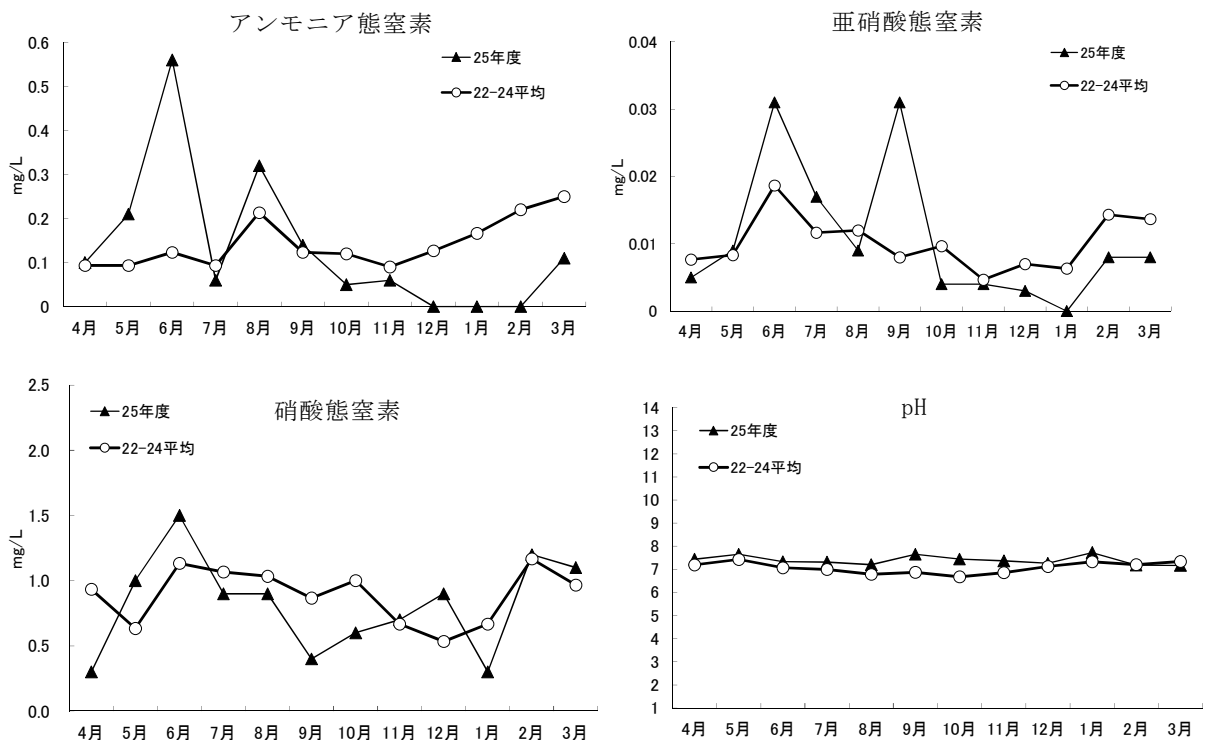 アンモニア態窒素
25年度
22-24平均
mg/L
0.6
0.5
0.4
0.3
0.2
0.1
0
4月 5月 6月 7月 8月 9月 10月 11月 12月 1月 2月 3月
亜硝酸態窒素
25年度
22-24平均
mg/L
0.04
0.03
0.02
0.01
0
4月 5月 6月 7月 8月 9月 10月 11月 12月 1月 2月 3月
硝酸態窒素
25年度
22-24平均
mg/L
2.5
2.0
1.5
1.0
0.5
0.0
4月 5月 6月 7月 8月 9月 10月 11月 12月 1月 2月 3月
pH
25年度
22-24平均
14
13
12
11
10
9
8
7
6
5
4
3
2
1
4月 5月 6月 7月 8月 9月 10月 11月 12月 1月 2月 3月